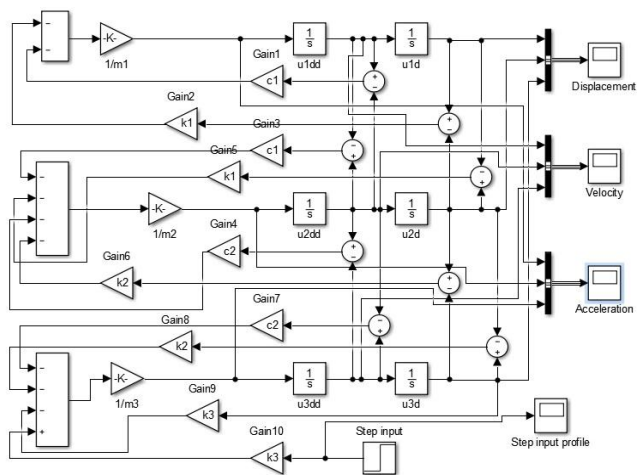 -K-
1/m1
Gain1
c1
1
s
u1dd
1
s
u1d
Displacement
Gain2
k1
Gain3
c1
Gain5
k1
Velocity
-K-
1/m2
Gain4
c2
1
s
u2dd
1
s
u2d
Gain6
k2
Acceleration
Gain7
c2
Gain8
k2
-K-
1/m3
1
s
u3dd
1
s
u3d
Gain9
k3
Gain10
k3
Step input
Step input profile